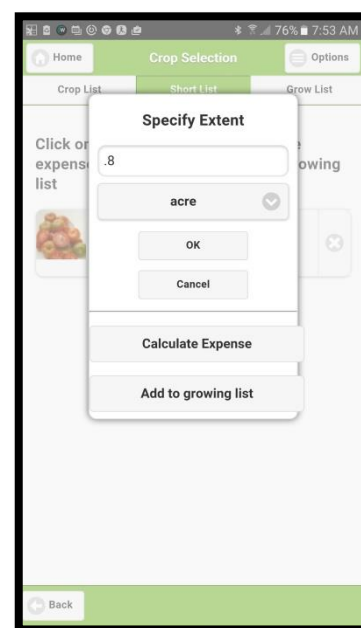 76% 7:53 AM
Home Crop Selection Options
Crop List Short List Grow List
Specify Extent
Click or
expens owing
list
.8
acre
OK
Cancel
Calculate Expense
Add to growing list
Back